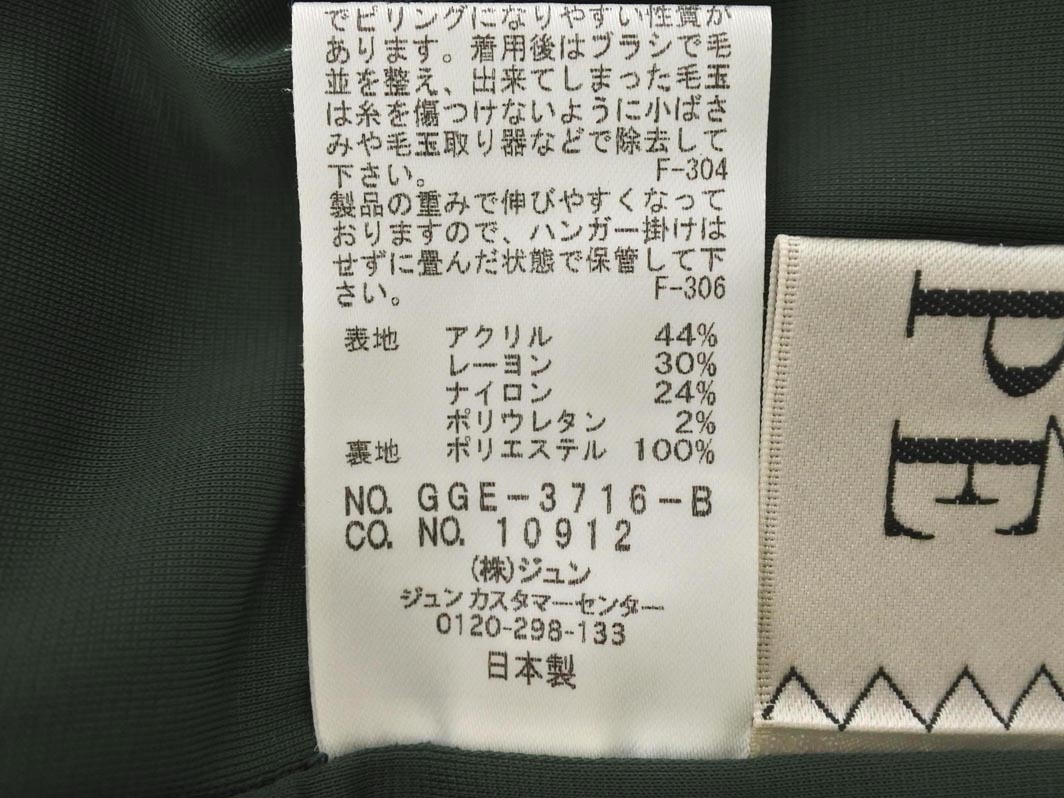 でピリングになりやすい性質が
あります。着用後はブラシで毛
並を整え、出来てしまった毛玉
は糸を傷つけないように小ばさ
みや毛玉取り器などで除去して
下さい。 F-304
製品の重みで伸びやすくなって
おりますので、ハンガー掛けは
せずに畳んだ状態で保管して下
さい。 F-306
表地 アクリル 44%
レーヨン 30%
ナイロン 24%
ポリウレタン 2%
裏地 ポリエステル 100%
NO. GGE-3716-B
CO. NO. 10912
(株)ジュン
ジュンカスタマーセンター
0120-298-133
日本製
PÉ